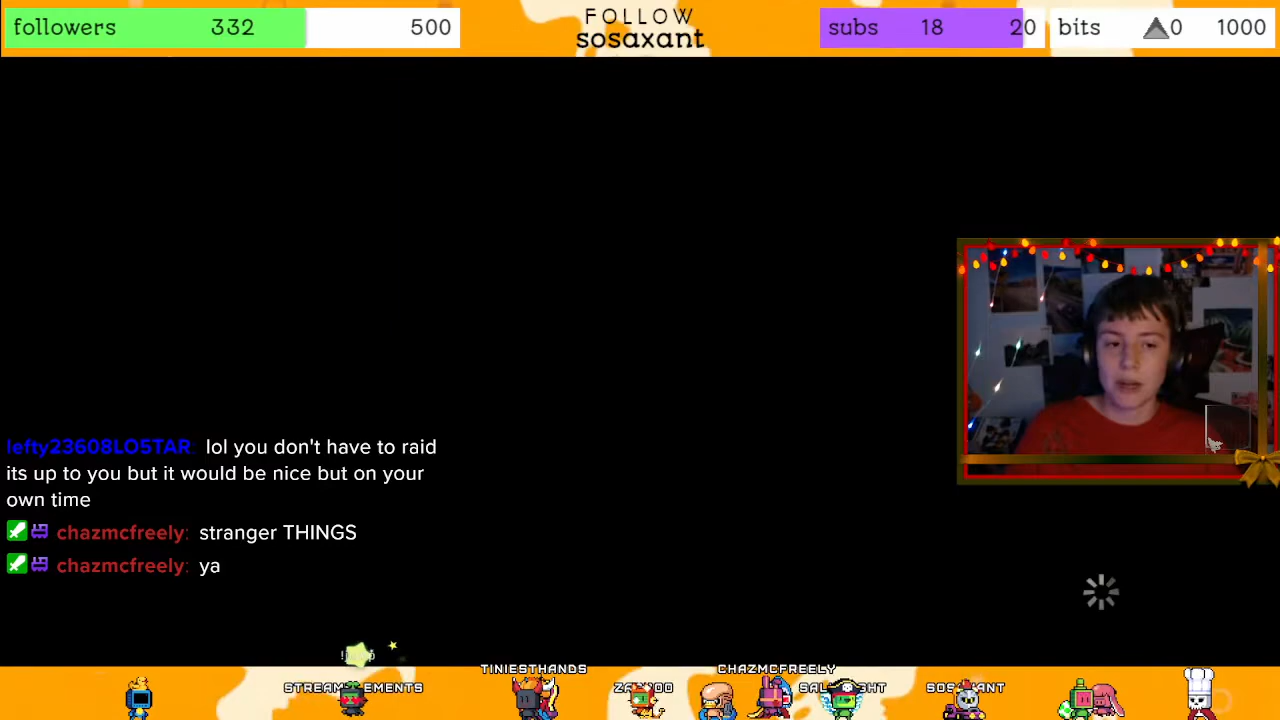 followers 332 500
FOLLOW
sosaxant
subs 18 20
bits 0 1000
lefty23608LO5TAR: lol you don't have to raid
its up to you but it would be nice but on your
own time
chazmcfreely: stranger THINGS
chazmcfreely: ya
TINIESTHANDS
CHAZMCFREELY